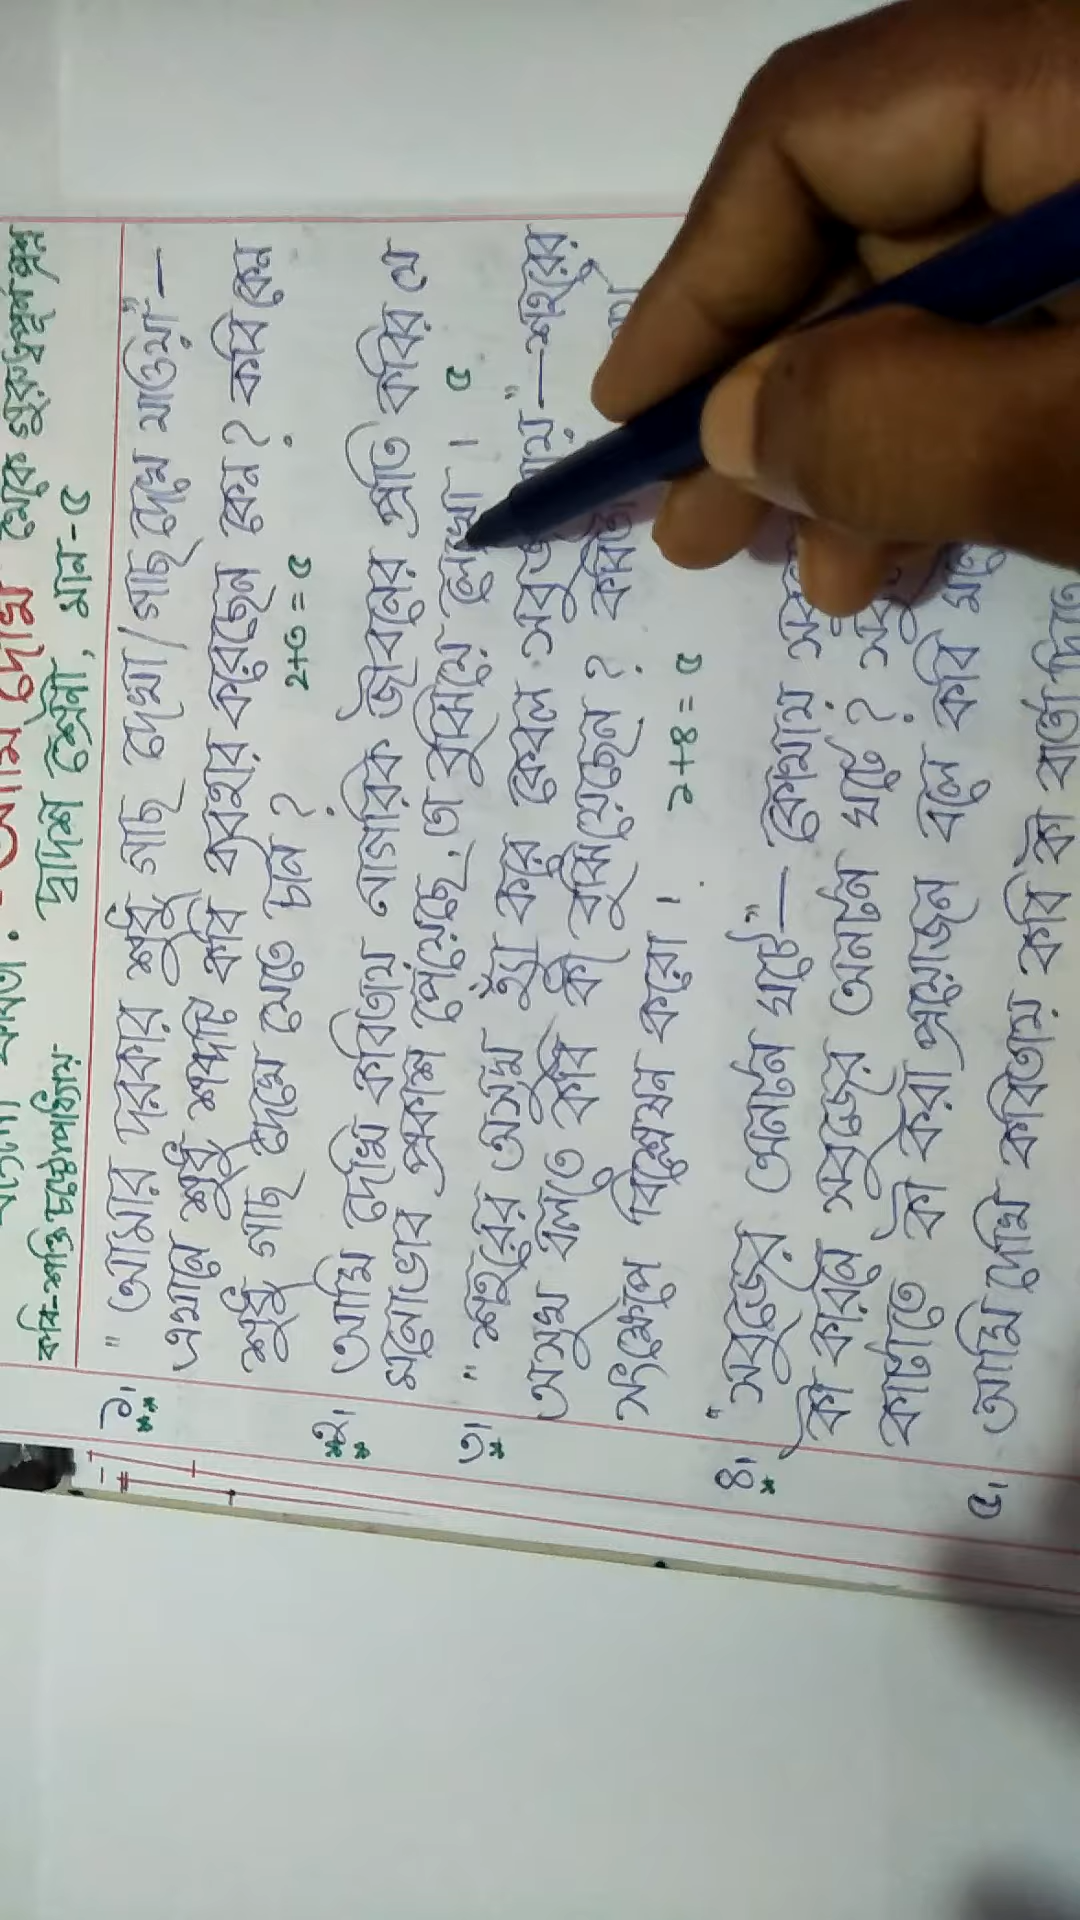 আমি দেখি থেকে গুরুত্বপূর্ণ
কবি-শক্তি চট্টোপাধ্যায় দ্বাদশ শ্রেণী, মান-৫
১। "আমার দরকার শুধু গাছ দেখা/গাছ দেখে যাওয়া"—
এখানে শুধু শব্দটি কবি ব্যবহার করেছেন কেন? কবি কেন
শুধু গাছ দেখে যেতে চান? ২+৩=৫
২। আমি দেখি কবিতায় নাগরিক জীবনের প্রতি কবির যে
মনোভাব প্রকাশ পেয়েছে, তা বুঝিয়ে লেখো। ৫
৩। "শহরের অসুখ হাঁ করে কেবল সবুজ খায়"—শহরের
অসুখ বলতে কবি কী বুঝিয়েছেন?
সংক্ষেপে বিশ্লেষণ করো। ১+৪=৫
৪। "সবুজের অনটন ঘটে"— কোথায়
কী কারণে সবুজের অনটন ঘটে?
কাটাতে কী করা প্রয়োজন বলে কবি
৫। আমি দেখি কবিতায় কবি কী বার্তা দিতে